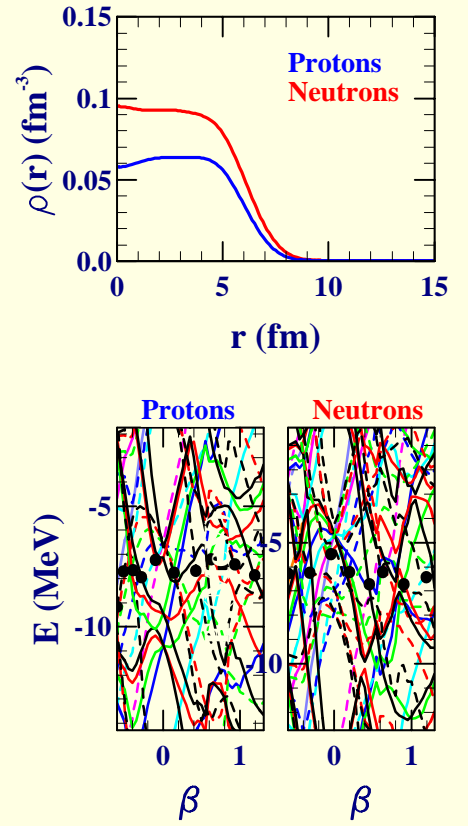 0.15
0.1
0.05
0.0
ρ(r) (fm⁻³)
Protons
Neutrons
0 5 10 15
r (fm)
Protons Neutrons
E (MeV)
-5
-10
-5
-10
0 1 0 1
β β